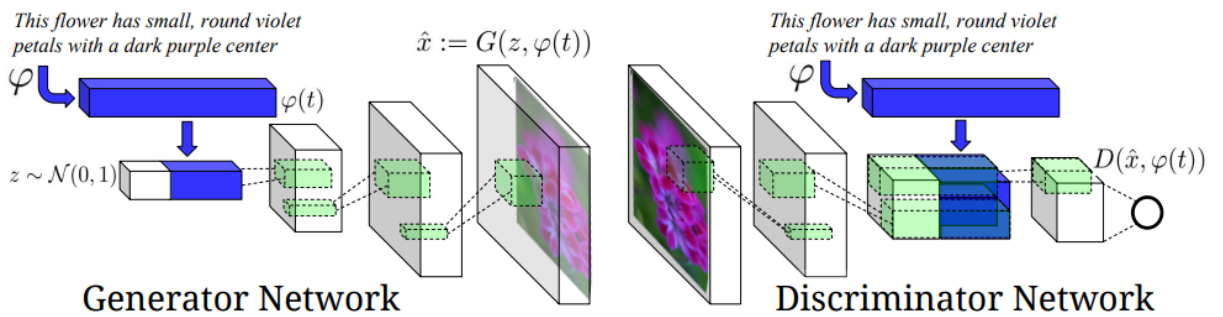 This flower has small, round violet
petals with a dark purple center
φ
φ(t)
z ∼ 𝒩(0, 1)
x̂ := G(z, φ(t))
Generator Network
This flower has small, round violet
petals with a dark purple center
φ
D(x̂, φ(t))
Discriminator Network